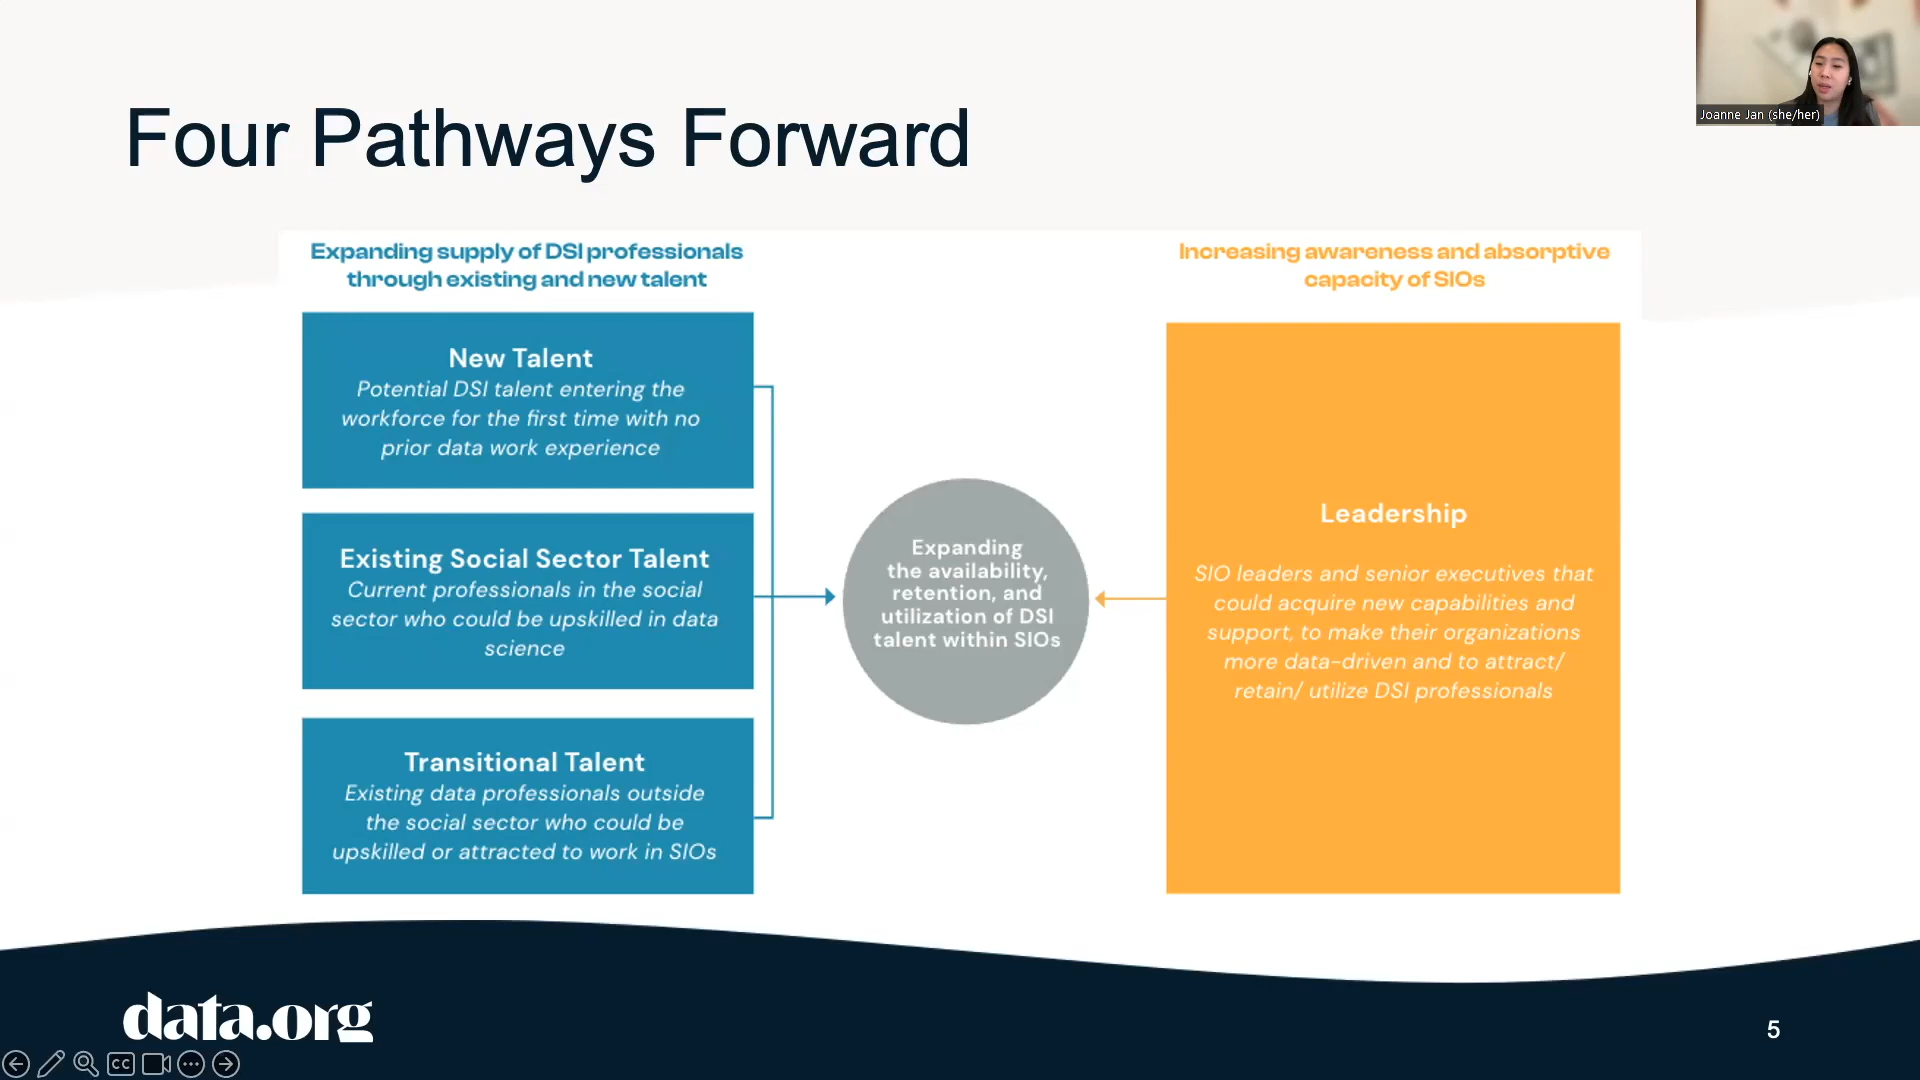 Four Pathways Forward
Joanne Jan (she/her)
Expanding supply of DSI professionals
through existing and new talent
New Talent
Potential DSI talent entering the
workforce for the first time with no
prior data work experience
Existing Social Sector Talent
Current professionals in the social
sector who could be upskilled in data
science
Transitional Talent
Existing data professionals outside
the social sector who could be
upskilled or attracted to work in SIOs
Expanding
the availability,
retention, and
utilization of DSI
talent within SIOs
Increasing awareness and absorptive
capacity of SIOs
Leadership
SIO leaders and senior executives that
could acquire new capabilities and
support, to make their organizations
more data-driven and to attract/
retain/ utilize DSI professionals
data.org
5
CC